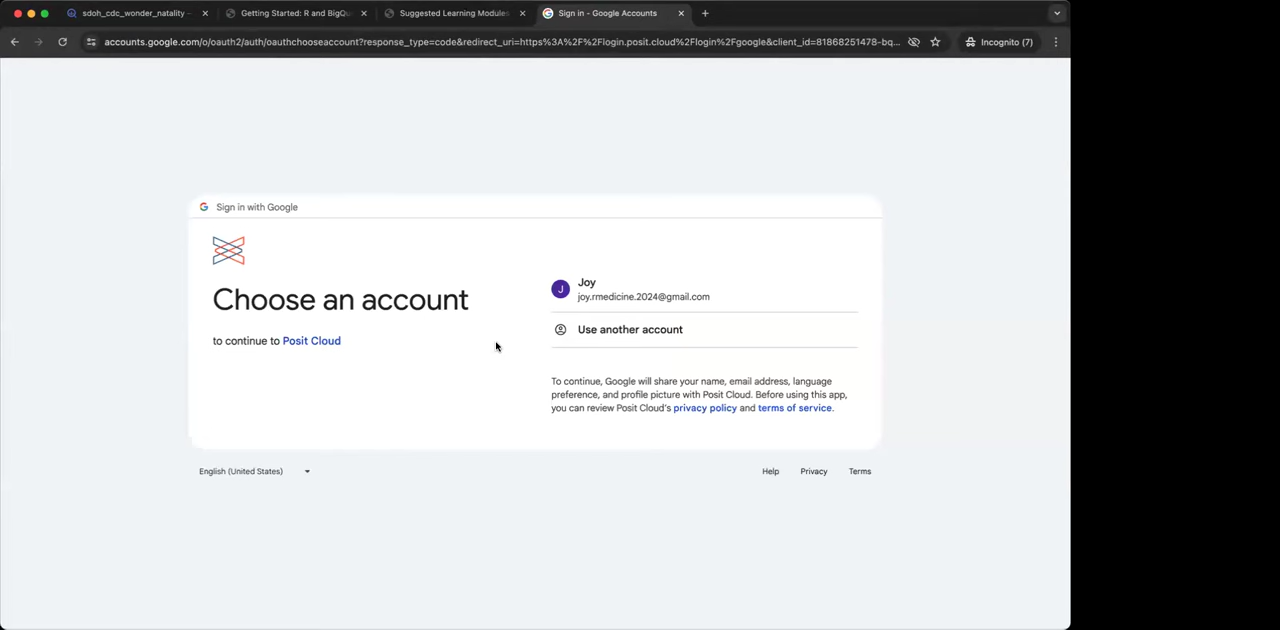 sdoh_cdc_wonder_natality –
Getting Started: R and BigQu
Suggested Learning Modules
Sign in - Google Accounts
accounts.google.com/o/oauth2/auth/oauthchooseaccount?response_type=code&redirect_uri=https%3A%2F%2Flogin.posit.cloud%2Flogin%2Fgoogle&client_id=81868251478-bq...
Incognito (7)
Sign in with Google
Choose an account
to continue to Posit Cloud
J
Joy
joy.rmedicine.2024@gmail.com
Use another account
To continue, Google will share your name, email address, language
preference, and profile picture with Posit Cloud. Before using this app,
you can review Posit Cloud's privacy policy and terms of service.
English (United States)
Help
Privacy
Terms